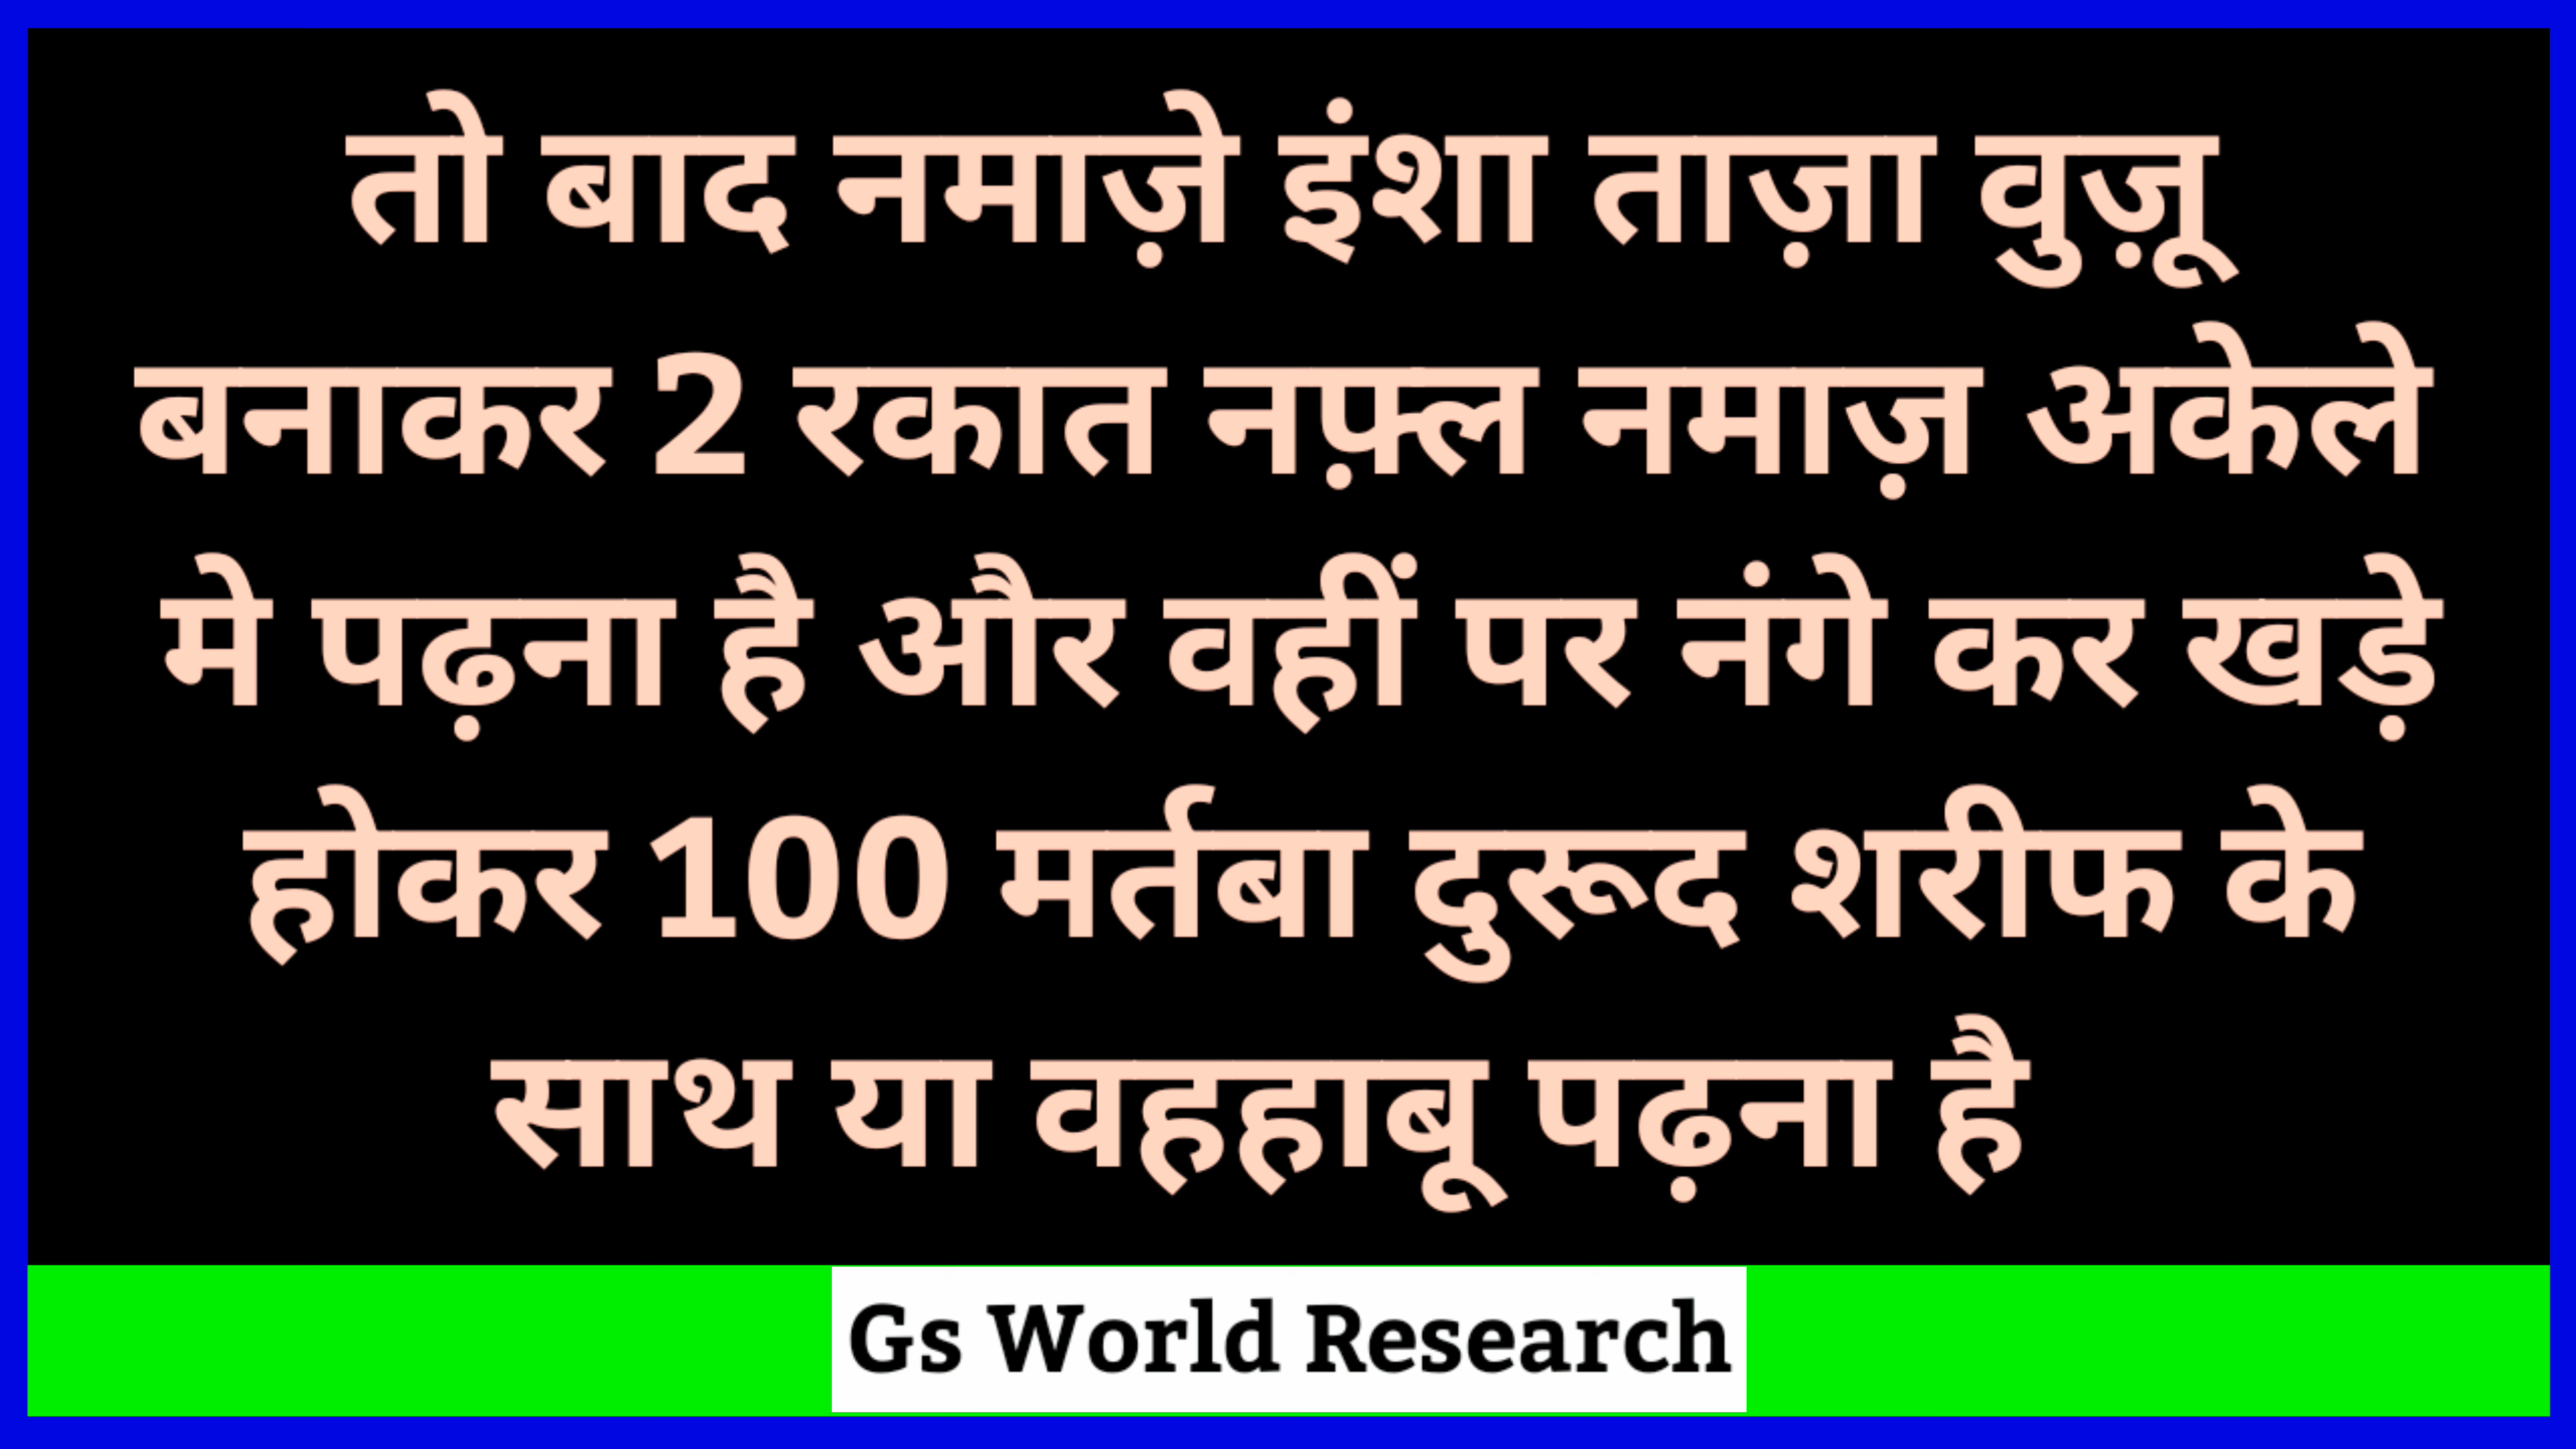 तो बाद नमाज़े इंशा ताज़ा वुज़ू
बनाकर 2 रकात नफ़्ल नमाज़ अकेले
मे पढ़ना है और वहीं पर नंगे कर खड़े
होकर 100 मर्तबा दुरूद शरीफ के
साथ या वहहाबू पढ़ना है
Gs World Research